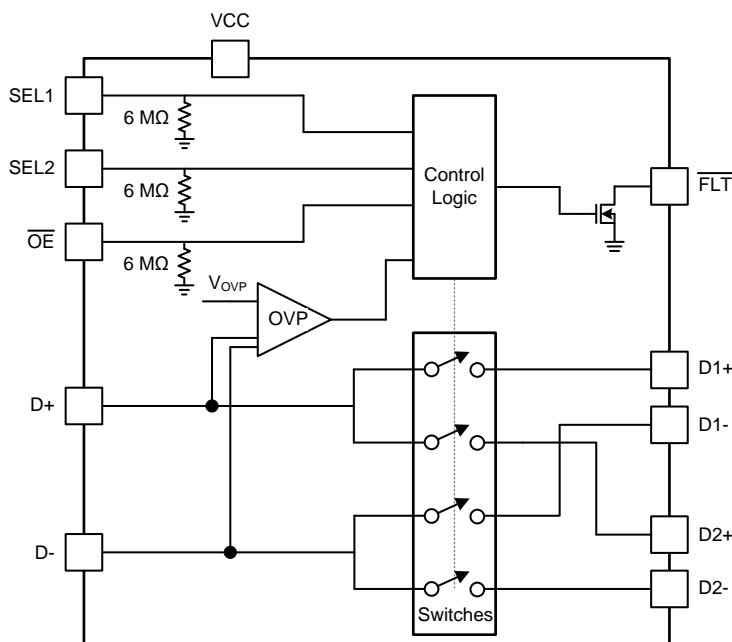 VCC
SEL1
6 MΩ
SEL2
6 MΩ
OE
6 MΩ
Control
Logic
FLT
VOVP
OVP
D+
D1+
D1-
D-
D2+
D2-
Switches